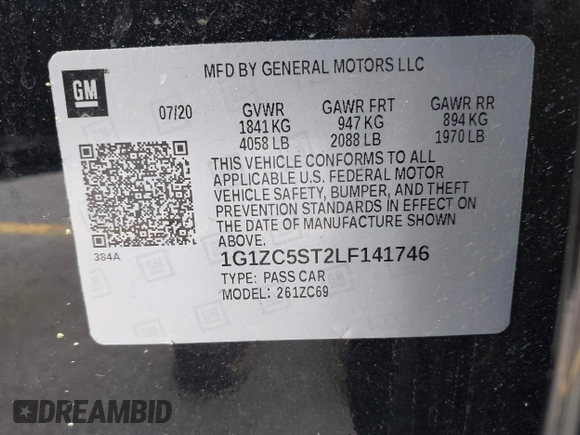 GM
MFD BY GENERAL MOTORS LLC
07/20 GVWR GAWR FRT GAWR RR
1841 KG 947 KG 894 KG
4058 LB 2088 LB 1970 LB
THIS VEHICLE CONFORMS TO ALL
APPLICABLE U.S. FEDERAL MOTOR
VEHICLE SAFETY, BUMPER, AND THEFT
PREVENTION STANDARDS IN EFFECT ON
THE DATE OF MANUFACTURE SHOWN
ABOVE.
384A
1G1ZC5ST2LF141746
TYPE: PASS CAR
MODEL: 261ZC69
DREAMBID